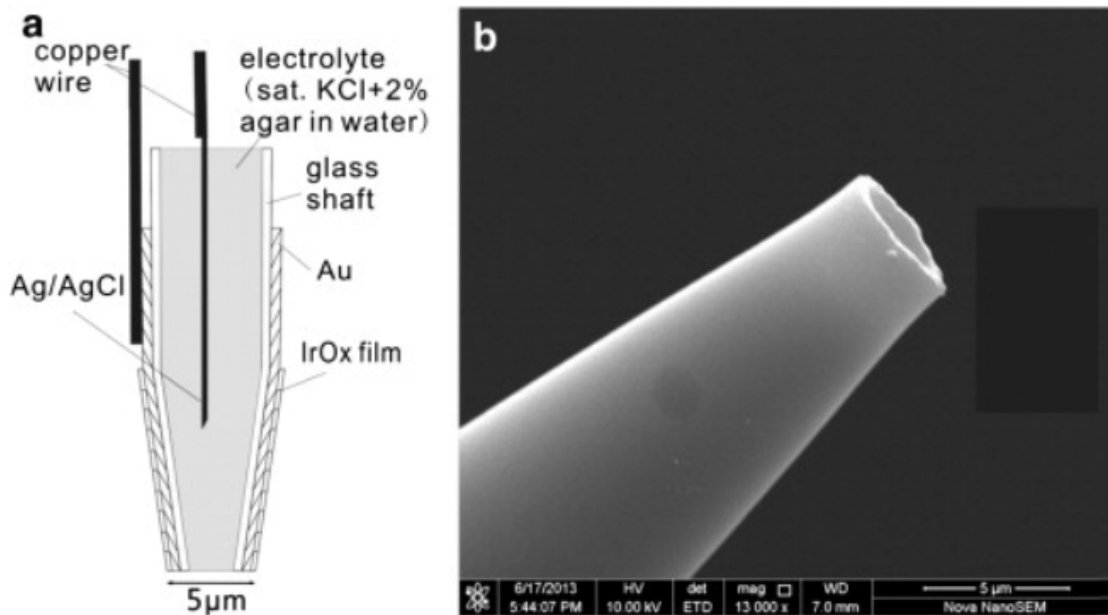 a
copper
wire
electrolyte
(sat. KCl+2%
agar in water)
glass
shaft
Au
Ag/AgCl
IrOx film
5μm
b
6/17/2013
5:44:07 PM
HV
10.00 kV
det
ETD
mag
13 000 x
WD
7.0 mm
5 μm
Nova NanoSEM